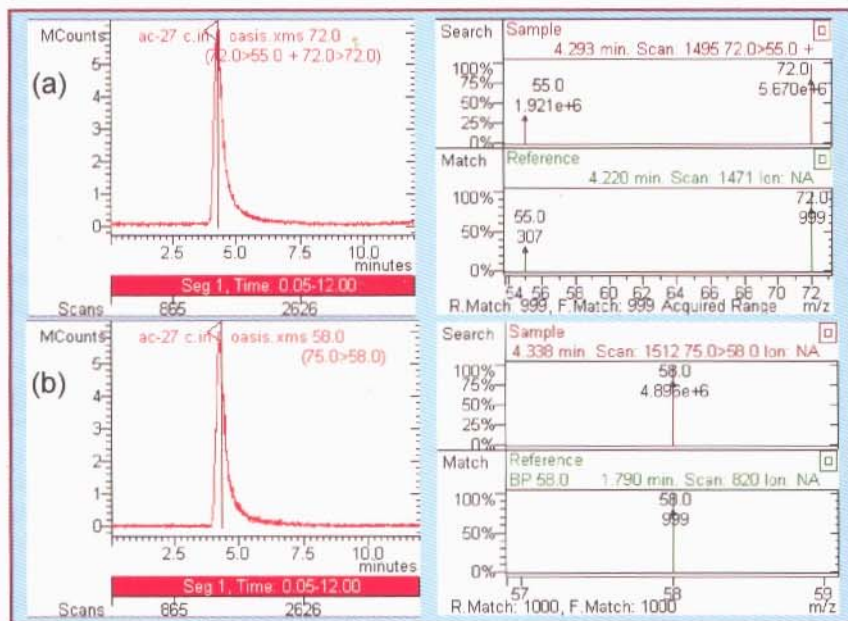 (a)
MCounts
ac-27 c.in oasis.xms 72.0
(72.0>55.0 + 72.0>72.0)
6
5
4
3
2
1
0
2.5 5.0 7.5 10.0
minutes
Seg 1, Time: 0.05-12.00
Scans 865 2626
Search
Sample
4.293 min. Scan: 1495 72.0>55.0 +
100%
75%
50%
25%
0%
55.0
1.921e+6
72.0
5.670e+6
Match
Reference
4.220 min. Scan: 1471 Ion: NA
100%
75%
50%
25%
0%
55.0
307
72.0
999
54 56 58 60 62 64 66 68 70 72
R.Match: 999, F.Match: 999 Acquired Range m/z
(b)
MCounts
ac-27 c.in oasis.xms 58.0
(75.0>58.0)
6
5
4
3
2
1
0
2.5 5.0 7.5 10.0
minutes
Seg 1, Time: 0.05-12.00
Scans 865 2626
Search
Sample
4.338 min. Scan: 1512 75.0>58.0 Ion: NA
100%
75%
50%
25%
0%
58.0
4.896e+6
Match
Reference
BP 58.0 1.790 min. Scan: 820 Ion: NA
100%
75%
50%
25%
0%
58.0
999
57 58 59
R.Match: 1000, F.Match: 1000 m/z